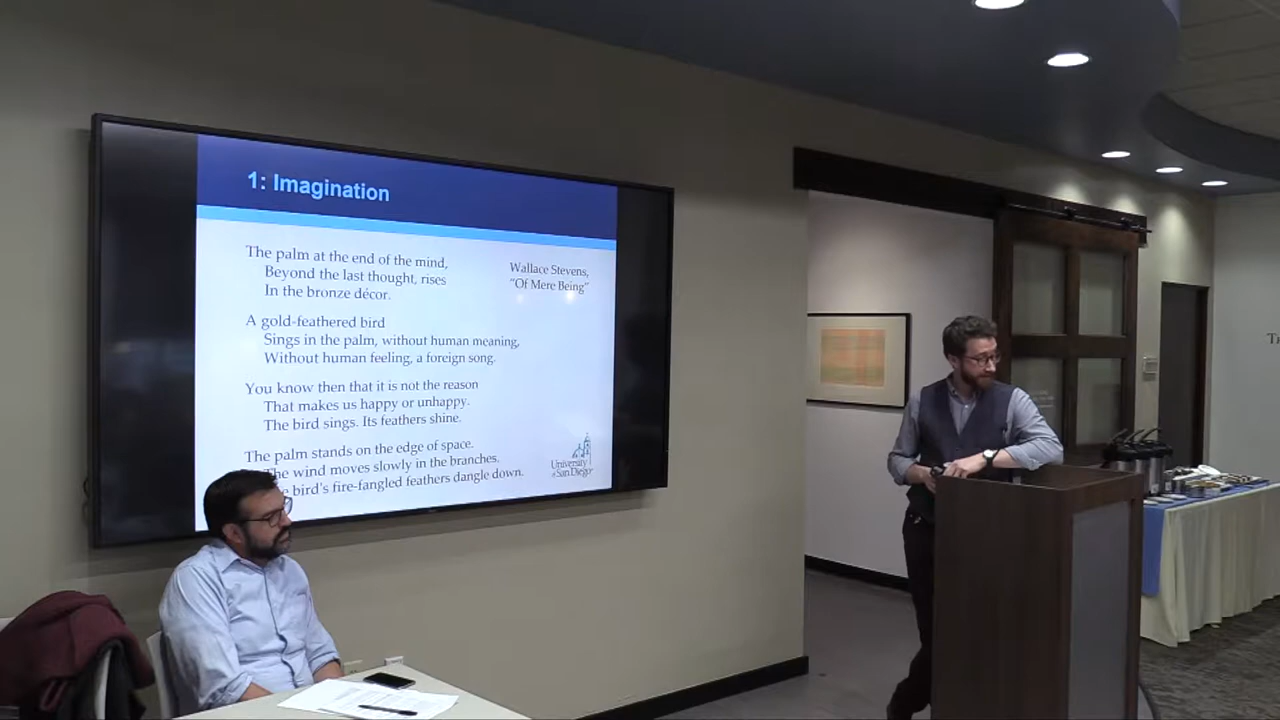 1: Imagination
The palm at the end of the mind,
Beyond the last thought, rises
In the bronze décor.
Wallace Stevens,
"Of Mere Being"
A gold-feathered bird
Sings in the palm, without human meaning,
Without human feeling, a foreign song.
You know then that it is not the reason
That makes us happy or unhappy.
The bird sings. Its feathers shine.
The palm stands on the edge of space.
The wind moves slowly in the branches.
bird's fire-fangled feathers dangle down.
University
of San Diego